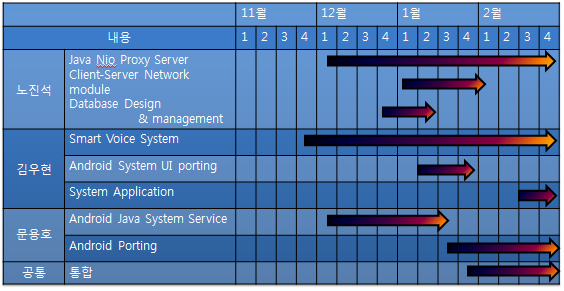 11월 12월 1월 2월
내용 1 2 3 4 1 2 3 4 1 2 3 4 1 2 3 4
노진석
Java Nio Proxy Server
Client-Server Network
module
Database Design
& management
김우현
Smart Voice System
Android System UI porting
System Application
문용호
Android Java System Service
Android Porting
공통 통합